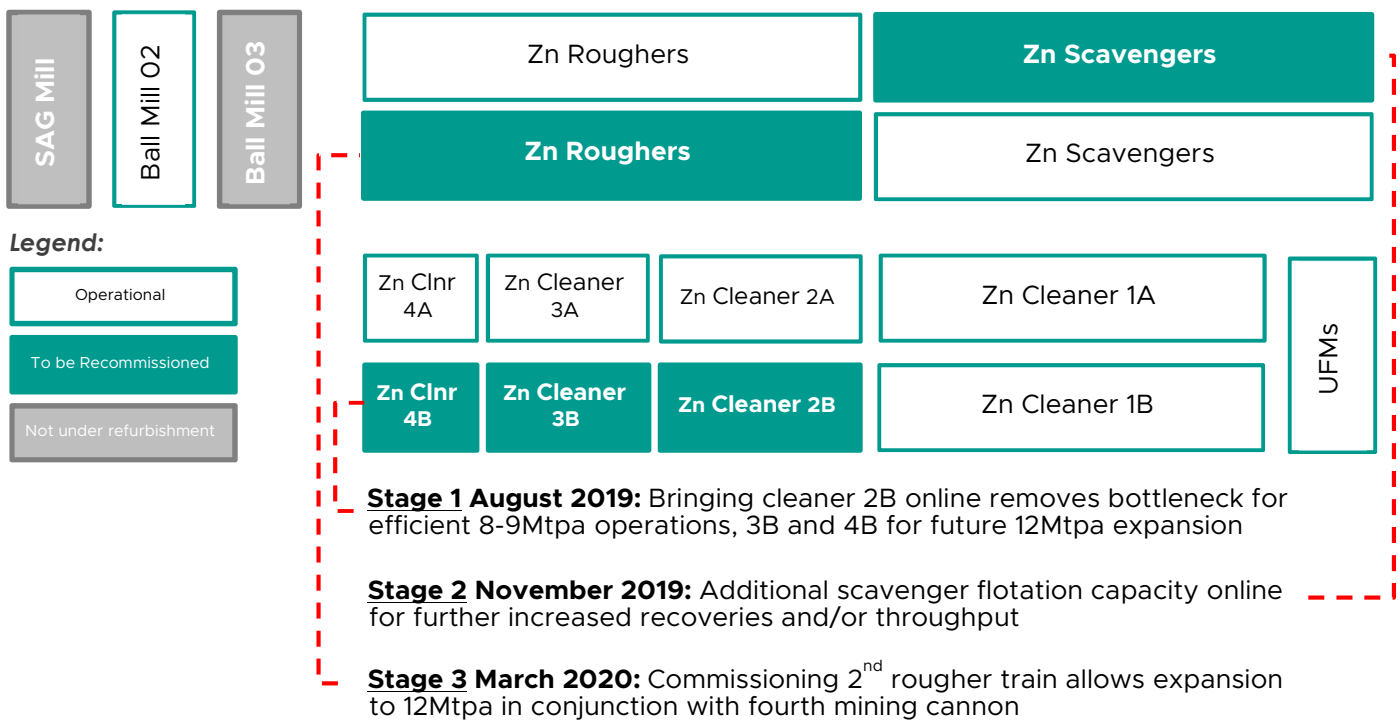 SAG Mill
Ball Mill 02
Ball Mill 03
Zn Roughers
Zn Scavengers
Zn Roughers
Zn Scavengers
Legend:
Operational
To be Recommissioned
Not under refurbishment
Zn Clnr
4A
Zn Cleaner
3A
Zn Cleaner 2A
Zn Cleaner 1A
UFMs
Zn Clnr
4B
Zn Cleaner
3B
Zn Cleaner 2B
Zn Cleaner 1B
Stage 1 August 2019: Bringing cleaner 2B online removes bottleneck for
efficient 8-9Mtpa operations, 3B and 4B for future 12Mtpa expansion
Stage 2 November 2019: Additional scavenger flotation capacity online
for further increased recoveries and/or throughput
Stage 3 March 2020: Commissioning 2nd rougher train allows expansion
to 12Mtpa in conjunction with fourth mining cannon